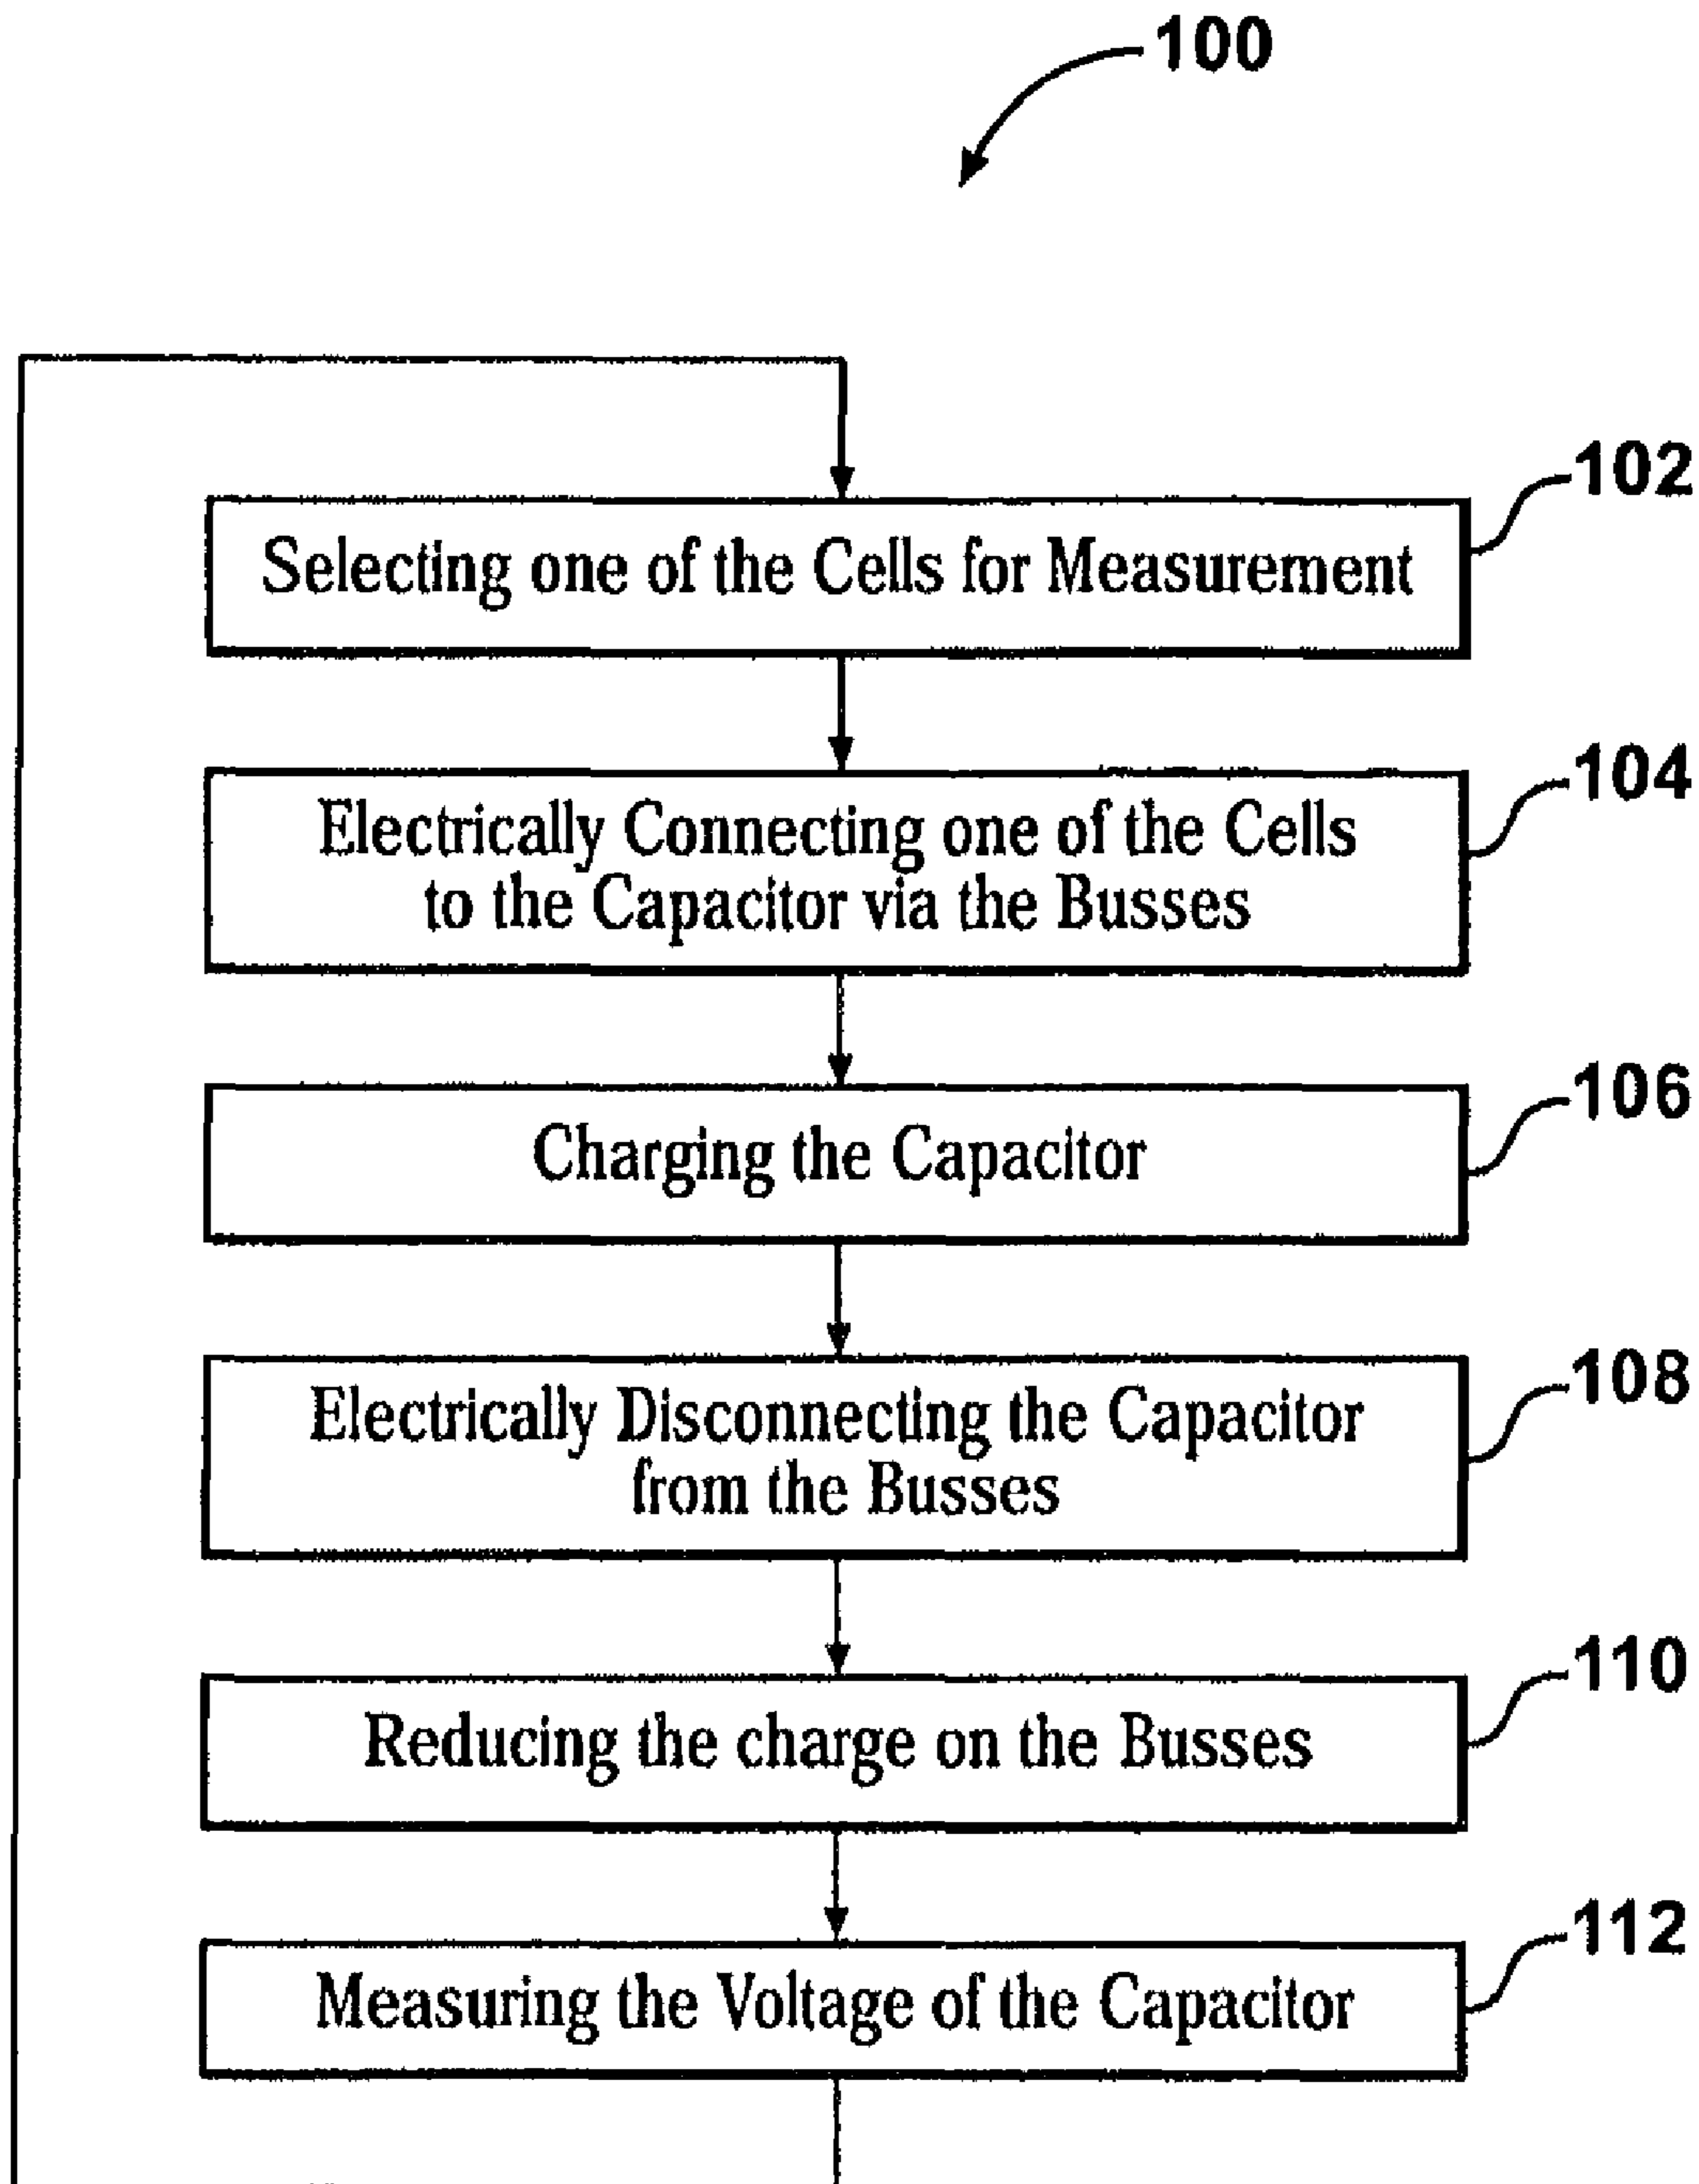 100
102
Selecting one of the Cells for Measurement
104
Electrically Connecting one of the Cells
to the Capacitor via the Busses
106
Charging the Capacitor
108
Electrically Disconnecting the Capacitor
from the Busses
110
Reducing the charge on the Busses
112
Measuring the Voltage of the Capacitor